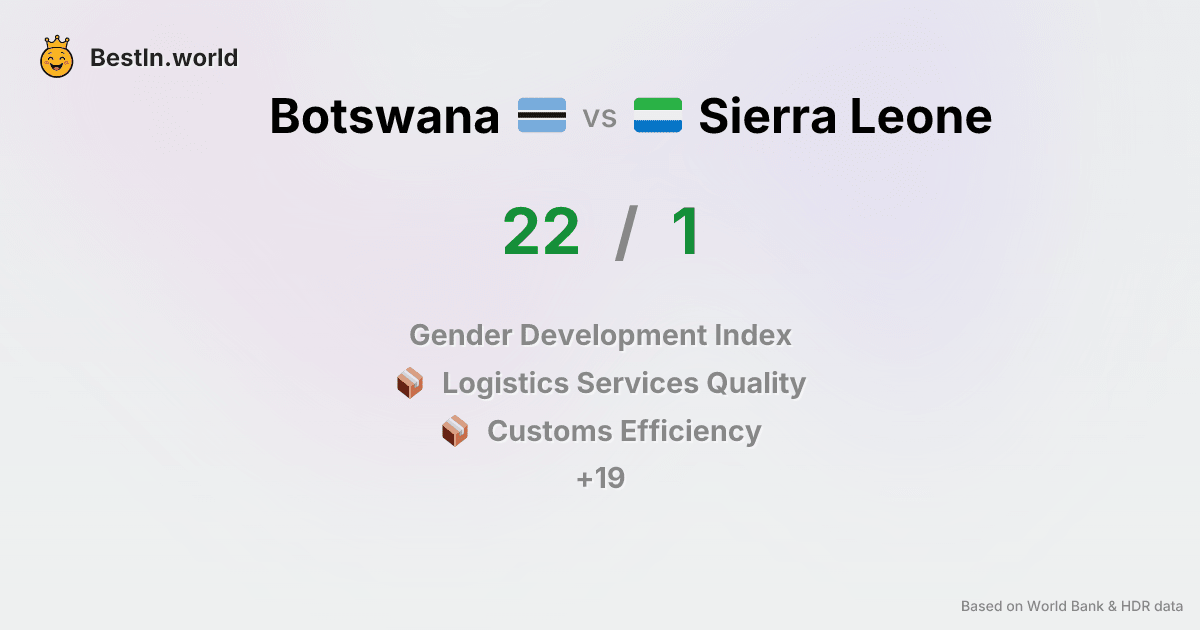 BestIn.world
Botswana vs Sierra Leone
22 / 1
Gender Development Index
Logistics Services Quality
Customs Efficiency
+19
Based on World Bank & HDR data